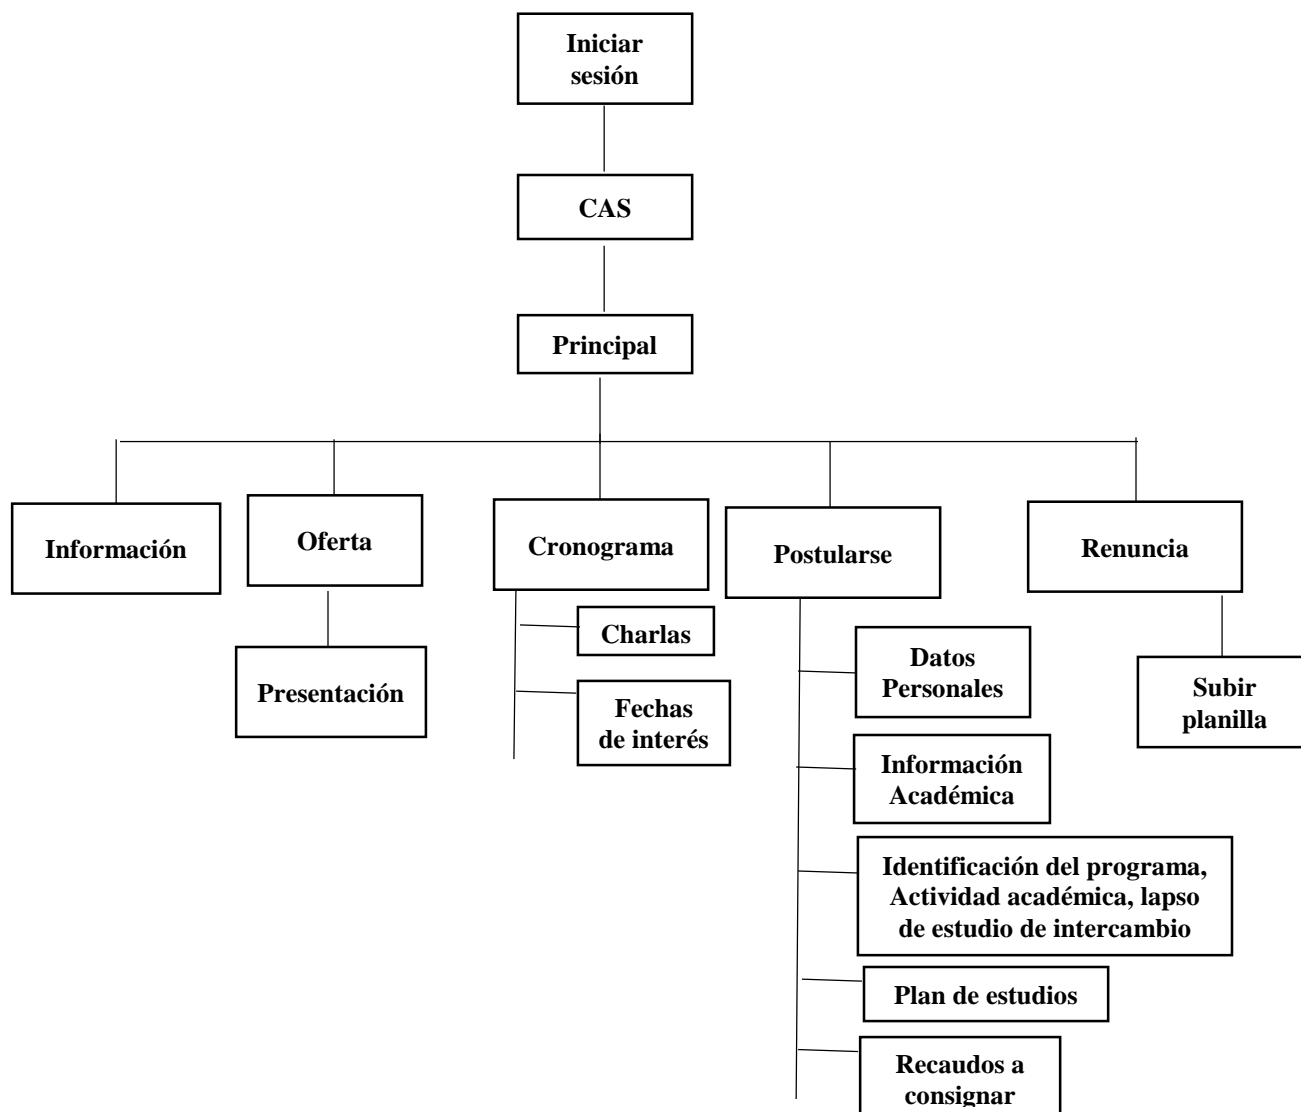 Iniciar
sesión
CAS
Principal
Información
Oferta
Cronograma
Postularse
Renuncia
Presentación
Charlas
Fechas
de interés
Datos
Personales
Información
Académica
Identificación del programa,
Actividad académica, lapso
de estudio de intercambio
Plan de estudios
Recaudos a
consignar
Subir
planilla